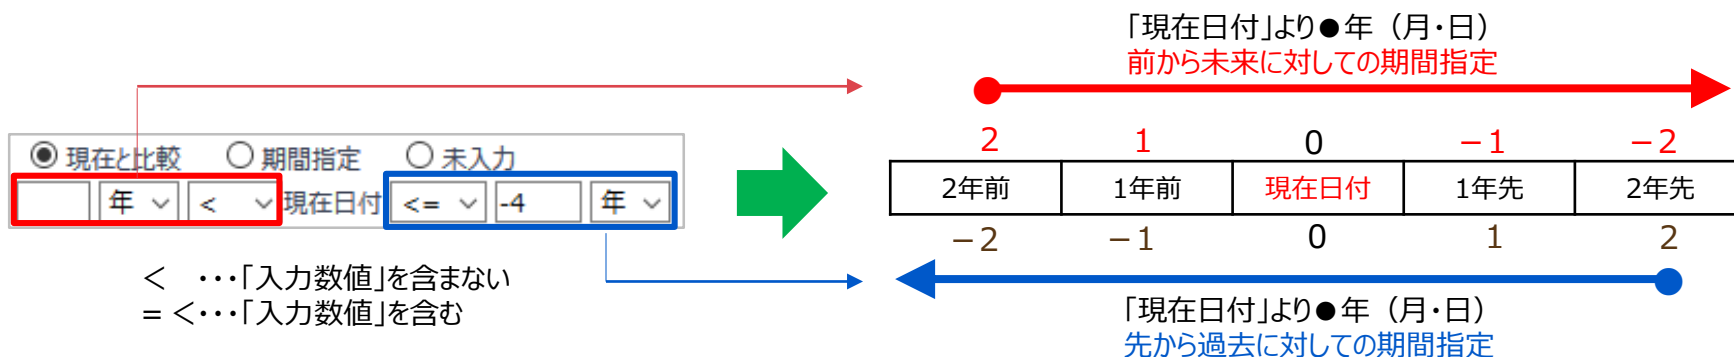 「現在日付」より●年（月・日）
前から未来に対しての期間指定
現在と比較 期間指定 未入力
年 < 現在日付 <= -4 年
< ・・・「入力数値」を含まない
= <・・・「入力数値」を含む
2 1 0 －1 －2
2年前 1年前 現在日付 1年先 2年先
－2 －1 0 1 2
「現在日付」より●年（月・日）
先から過去に対しての期間指定